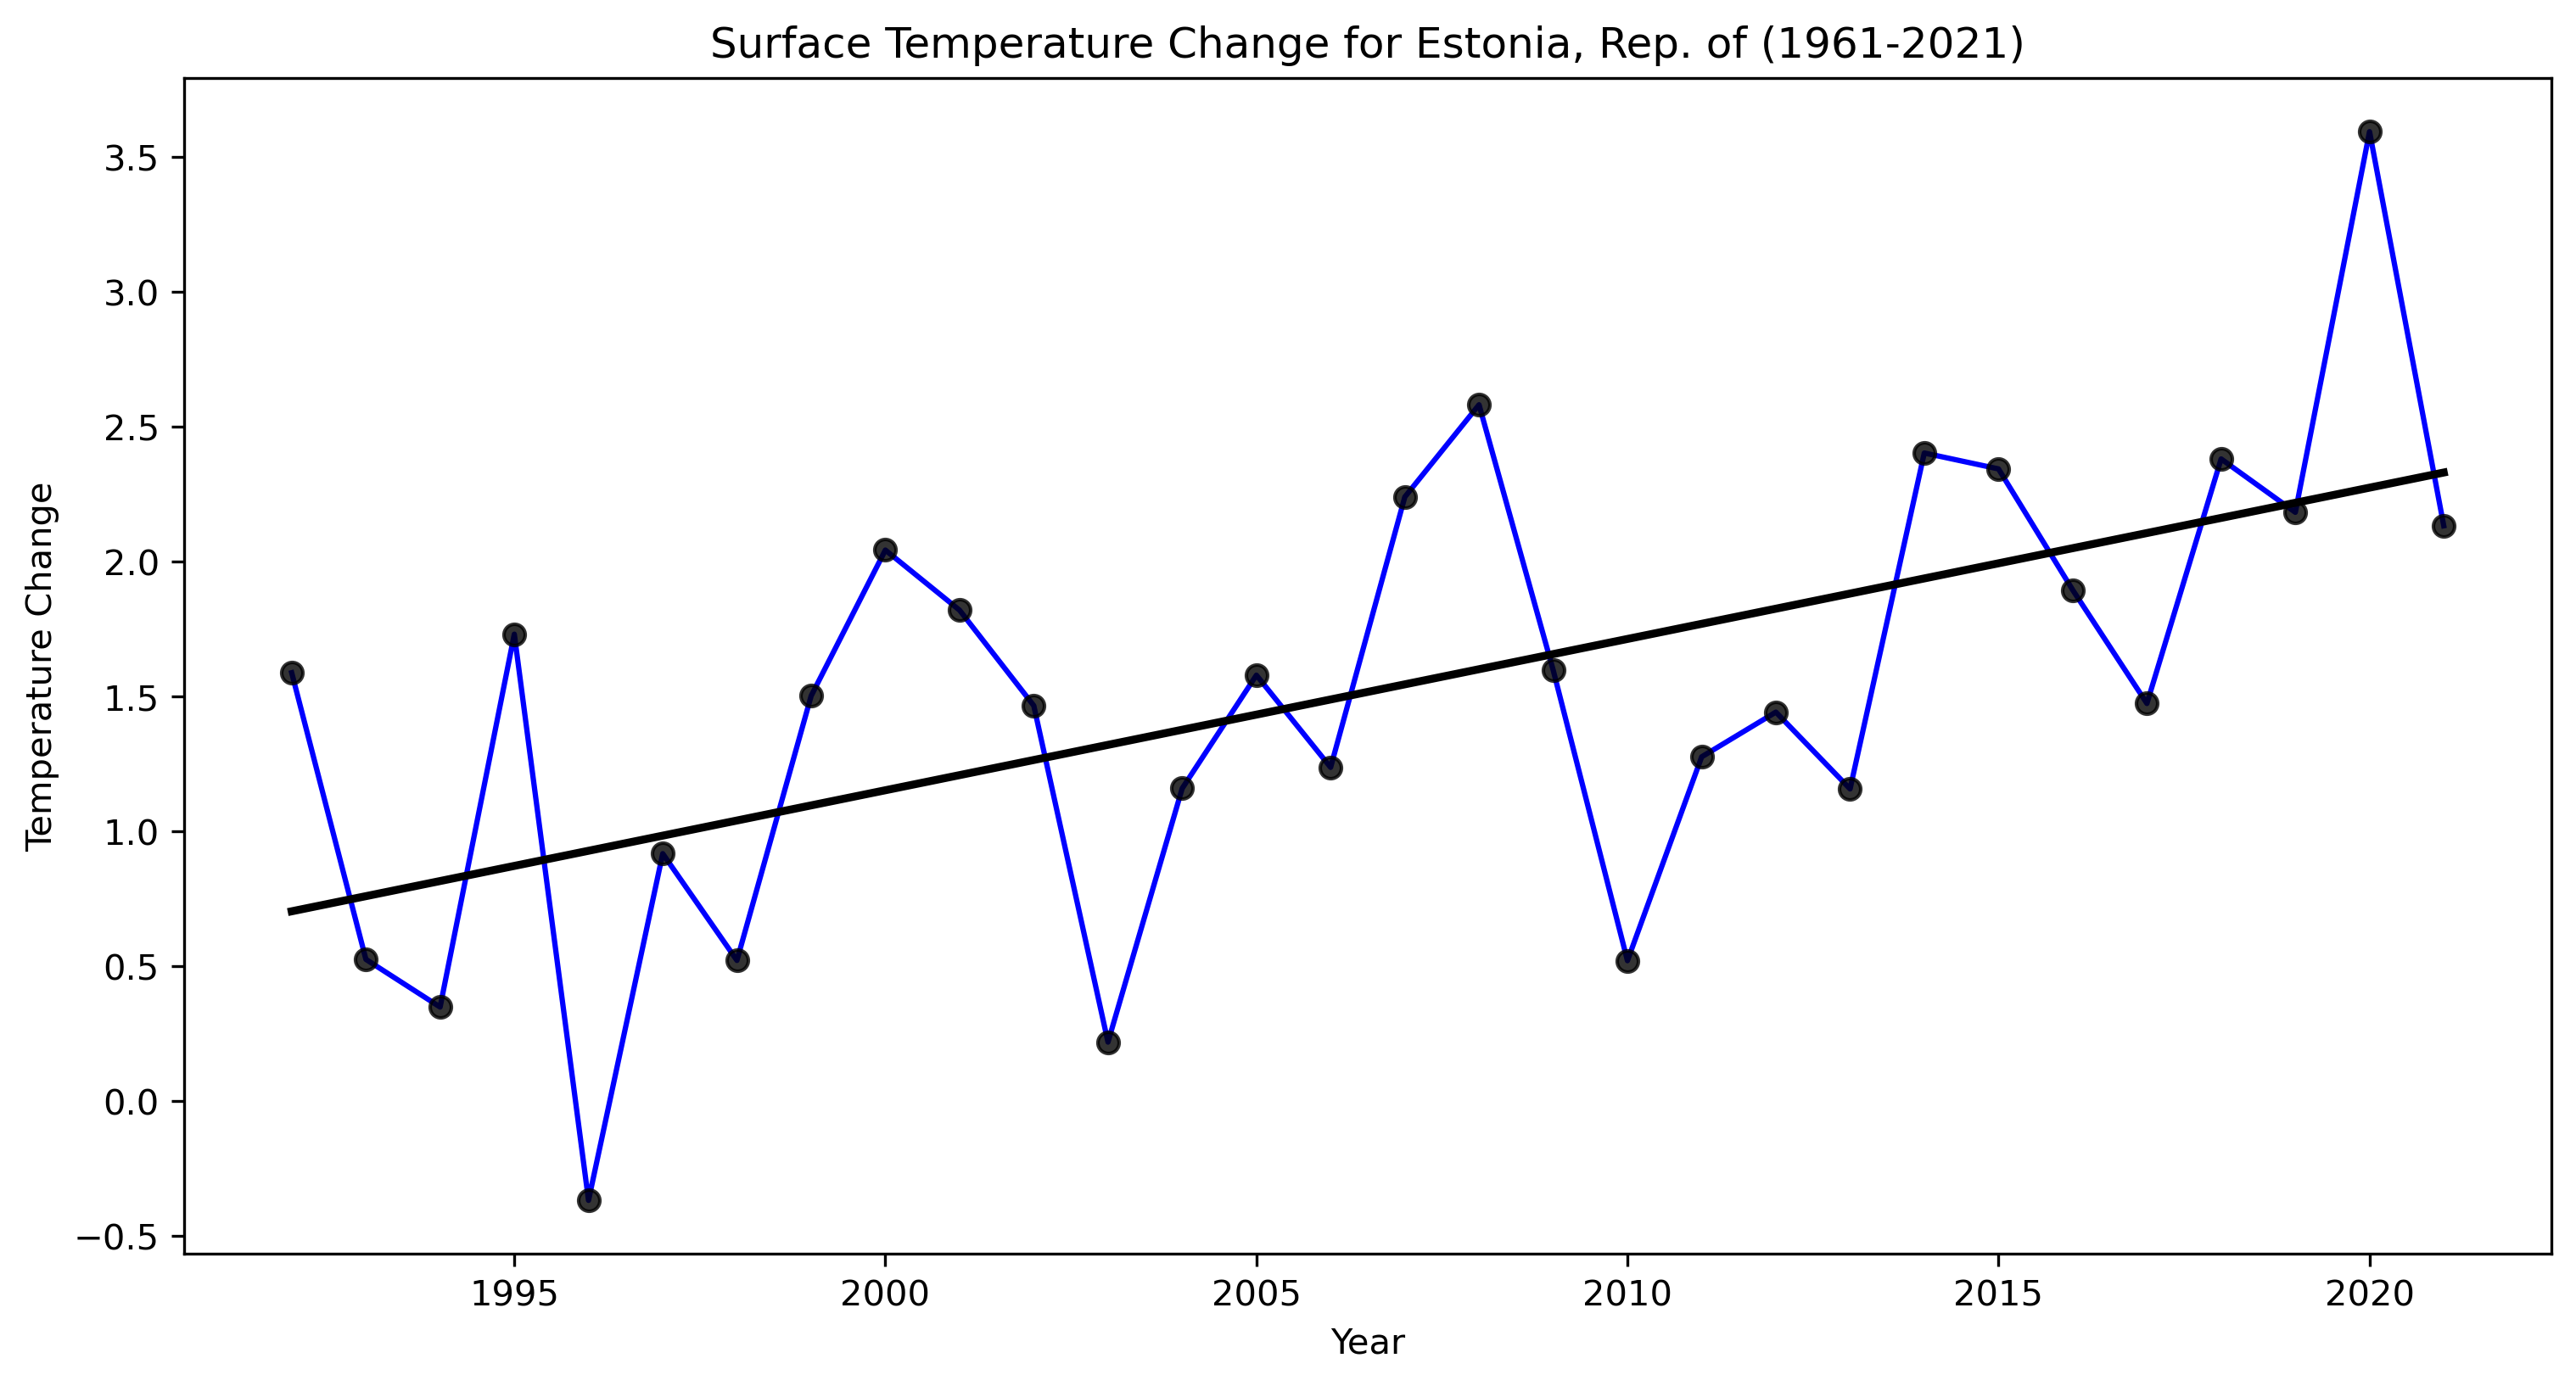 Surface Temperature Change for Estonia, Rep. of (1961-2021)
3.5
3.0
2.5
2.0
1.5
1.0
0.5
0.0
−0.5
Temperature Change
1995 2000 2005 2010 2015 2020
Year